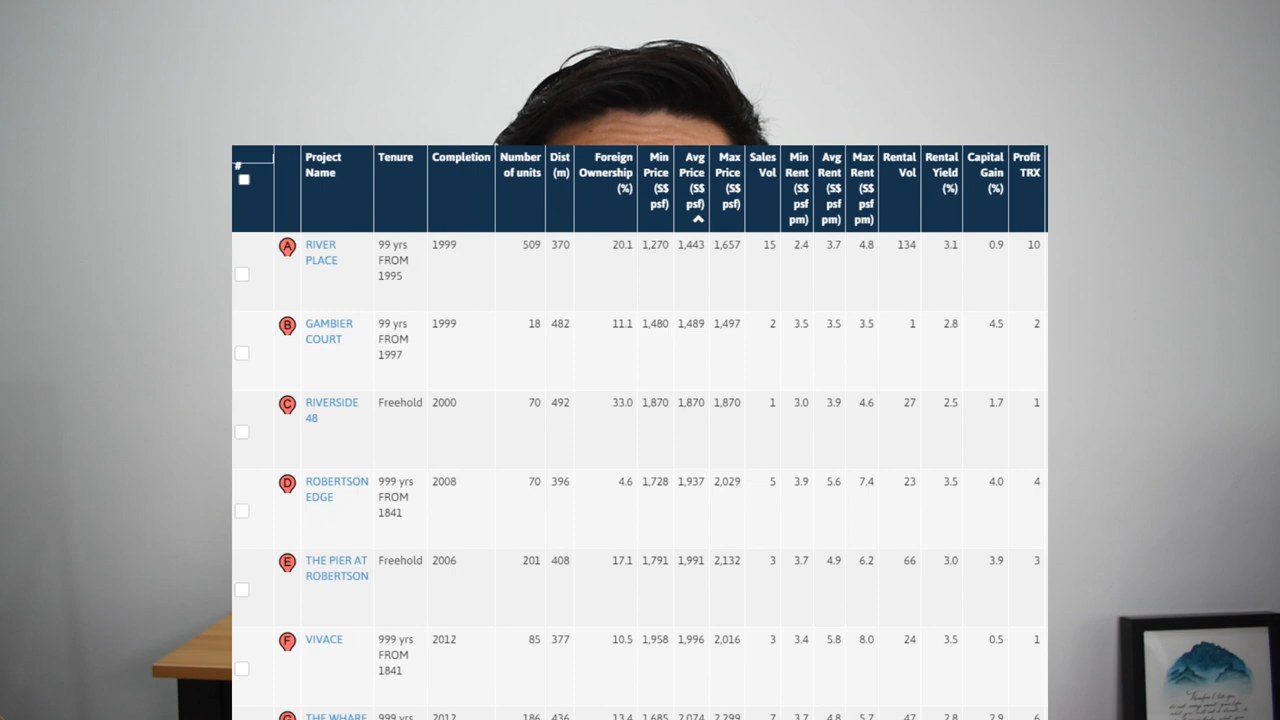 # Project Name Tenure Completion Number of units Dist (m) Foreign Ownership (%) Min Price (S$ psf) Avg Price (S$ psf) Max Price (S$ psf) Sales Vol Min Rent (S$ psf pm) Avg Rent (S$ psf pm) Max Rent (S$ psf pm) Rental Vol Rental Yield (%) Capital Gain (%) Profit TRX
A RIVER PLACE 99 yrs FROM 1995 1999 509 370 20.1 1,270 1,443 1,657 15 2.4 3.7 4.8 134 3.1 0.9 10
B GAMBIER COURT 99 yrs FROM 1997 1999 18 482 11.1 1,480 1,489 1,497 2 3.5 3.5 3.5 1 2.8 4.5 2
C RIVERSIDE 48 Freehold 2000 70 492 33.0 1,870 1,870 1,870 1 3.0 3.9 4.6 27 2.5 1.7 1
D ROBERTSON EDGE 999 yrs FROM 1841 2008 70 396 4.6 1,728 1,937 2,029 5 3.9 5.6 7.4 23 3.5 4.0 4
E THE PIER AT ROBERTSON Freehold 2006 201 408 17.1 1,791 1,991 2,132 3 3.7 4.9 6.2 66 3.0 3.9 3
F VIVACE 999 yrs FROM 1841 2012 85 377 10.5 1,958 1,996 2,016 3 3.4 5.8 8.0 24 3.5 0.5 1
G THE WHARF 999 yrs 2012 186 436 13.4 1,685 2,074 2,299 7 3.7 4.8 5.7 47 2.8 2.9 6